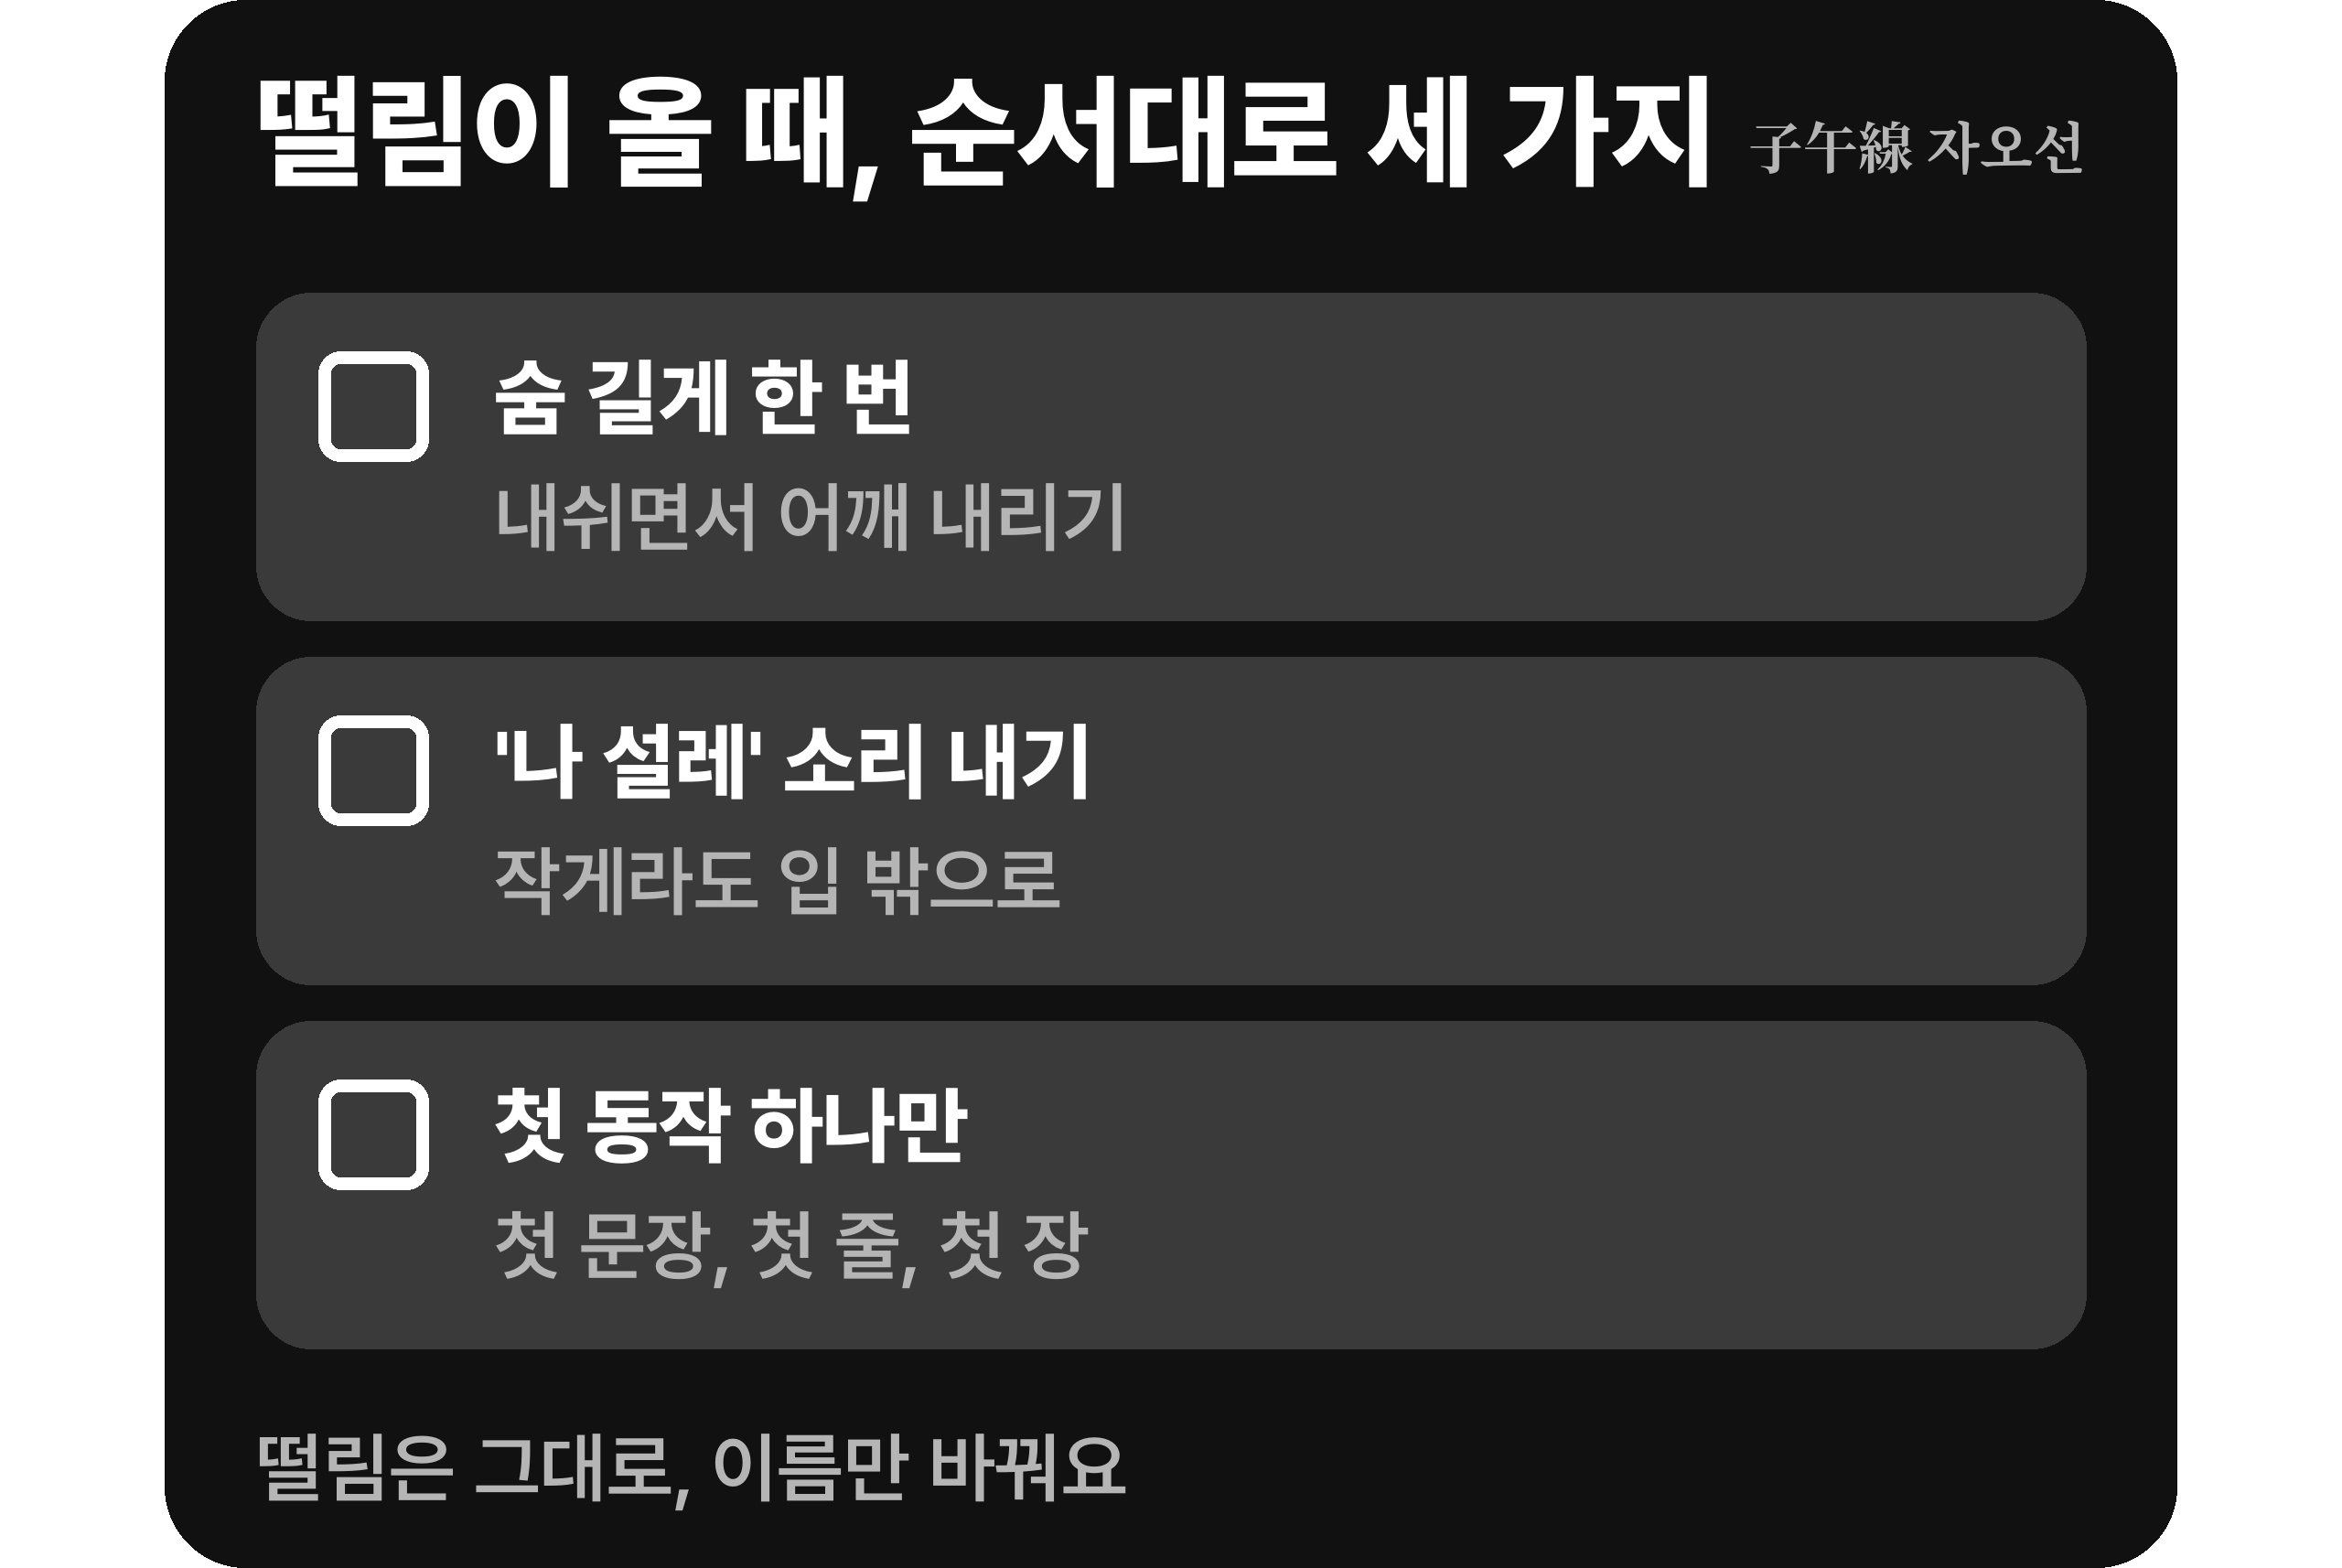 떨림이 올 때, 순서대로 세 가지 子千線자요신
숨 길게 한 번
내쉬면서 어깨 내리기
'나 설레' 소리 내기
작게라도 입 밖으로
첫 동작 하나만
첫 문장, 첫 줄, 첫 장
떨림은 그대로, 이름만 바꿔요